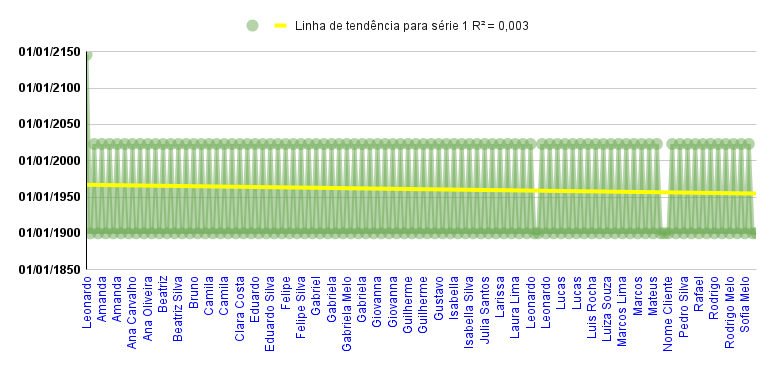 Linha de tendência para série 1 R² = 0,003
01/01/2150
01/01/2100
01/01/2050
01/01/2000
01/01/1950
01/01/1900
01/01/1850
Leonardo
Amanda
Amanda
Ana Carvalho
Ana Oliveira
Beatriz
Beatriz Silva
Bruno
Camila
Camila
Clara Costa
Eduardo
Eduardo Silva
Felipe
Felipe Silva
Gabriel
Gabriela
Gabriela Melo
Gabriela
Giovanna
Giovanna
Guilherme
Guilherme
Gustavo
Isabella
Isabella Silva
Julia Santos
Larissa
Laura Lima
Leonardo
Leonardo
Lucas
Lucas
Luis Rocha
Luiza Souza
Marcos Lima
Marcos
Mateus
Nome Cliente
Pedro Silva
Rafael
Rodrigo
Rodrigo Melo
Sofia Melo